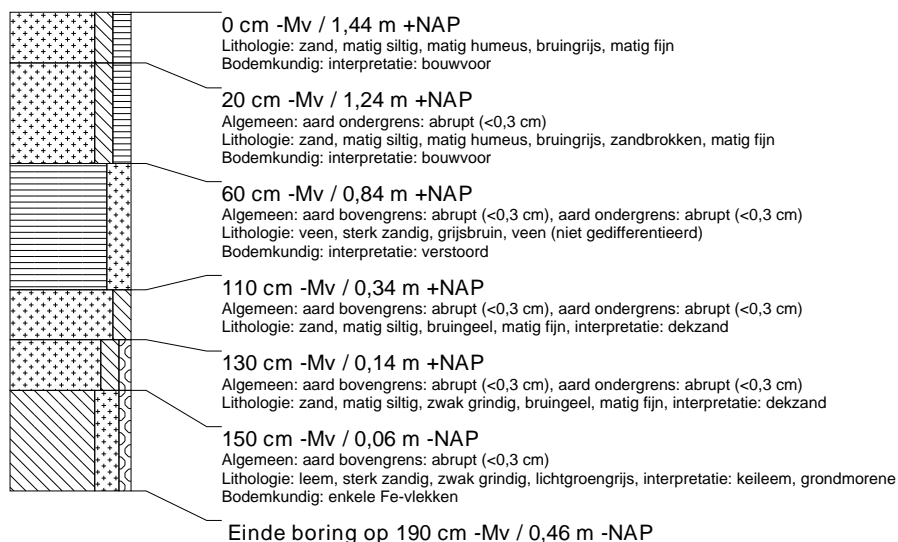 0 cm -Mv / 1,44 m +NAP
Lithologie: zand, matig siltig, matig humeus, bruingrijs, matig fijn
Bodemkundig: interpretatie: bouwvoor
20 cm -Mv / 1,24 m +NAP
Algemeen: aard ondergrens: abrupt (<0,3 cm)
Lithologie: zand, matig siltig, matig humeus, bruingrijs, zandbrokken, matig fijn
Bodemkundig: interpretatie: bouwvoor
60 cm -Mv / 0,84 m +NAP
Algemeen: aard bovengrens: abrupt (<0,3 cm), aard ondergrens: abrupt (<0,3 cm)
Lithologie: veen, sterk zandig, grijsbruin, veen (niet gedifferentieerd)
Bodemkundig: interpretatie: verstoord
110 cm -Mv / 0,34 m +NAP
Algemeen: aard bovengrens: abrupt (<0,3 cm), aard ondergrens: abrupt (<0,3 cm)
Lithologie: zand, matig siltig, bruingeel, matig fijn, interpretatie: dekzand
130 cm -Mv / 0,14 m +NAP
Algemeen: aard bovengrens: abrupt (<0,3 cm), aard ondergrens: abrupt (<0,3 cm)
Lithologie: zand, matig siltig, zwak grindig, bruingeel, matig fijn, interpretatie: dekzand
150 cm -Mv / 0,06 m -NAP
Algemeen: aard bovengrens: abrupt (<0,3 cm)
Lithologie: leem, sterk zandig, zwak grindig, lichtgroengrijs, interpretatie: keileem, grondmorene
Bodemkundig: enkele Fe-vlekken
Einde boring op 190 cm -Mv / 0,46 m -NAP